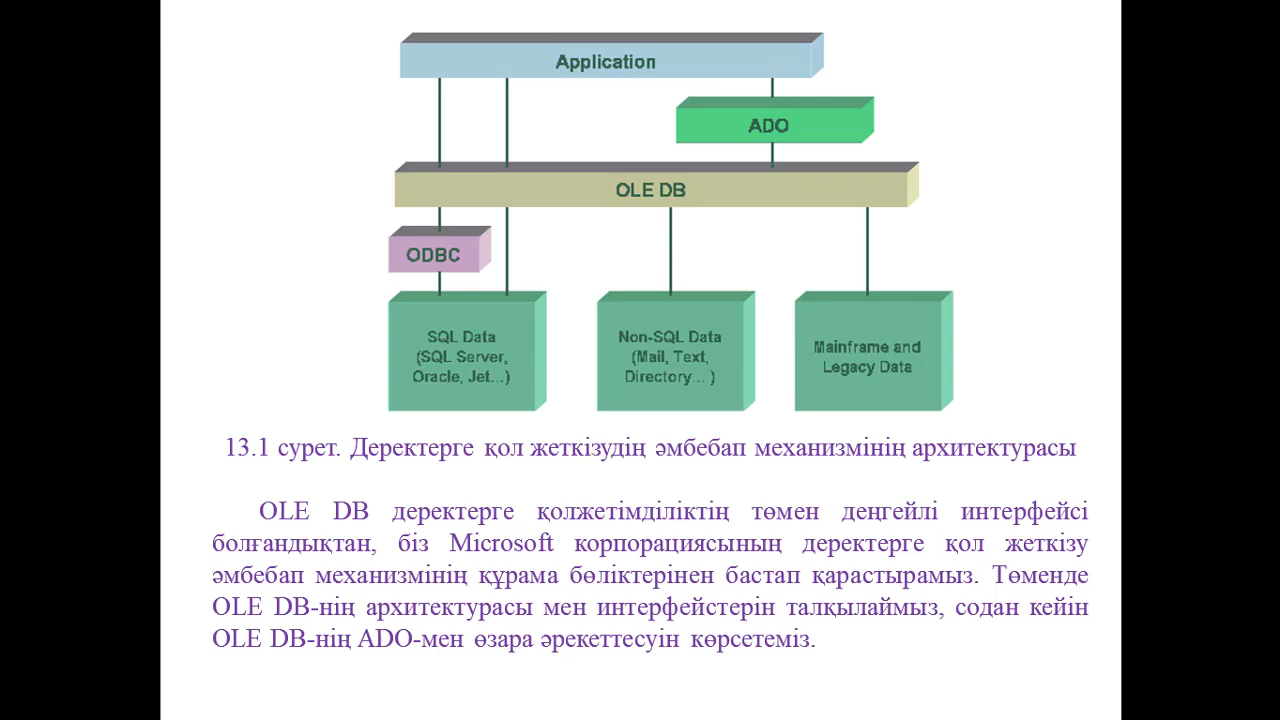 Application
ADO
OLE DB
ODBC
SQL Data
(SQL Server,
Oracle, Jet...)
Non-SQL Data
(Mail, Text,
Directory... )
Mainframe and
Legacy Data
13.1 сурет. Деректерге қол жеткізудің әмбебап механизмінің архитектурасы
OLE DB деректерге қолжетімділіктің төмен деңгейлі интерфейсі
болғандықтан, біз Microsoft корпорациясының деректерге қол жеткізу
әмбебап механизмінің құрама бөліктерінен бастап қарастырамыз. Төменде
OLE DB-нің архитектурасы мен интерфейстерін талқылаймыз, содан кейін
OLE DB-нің ADO-мен өзара әрекеттесуін көрсетеміз.